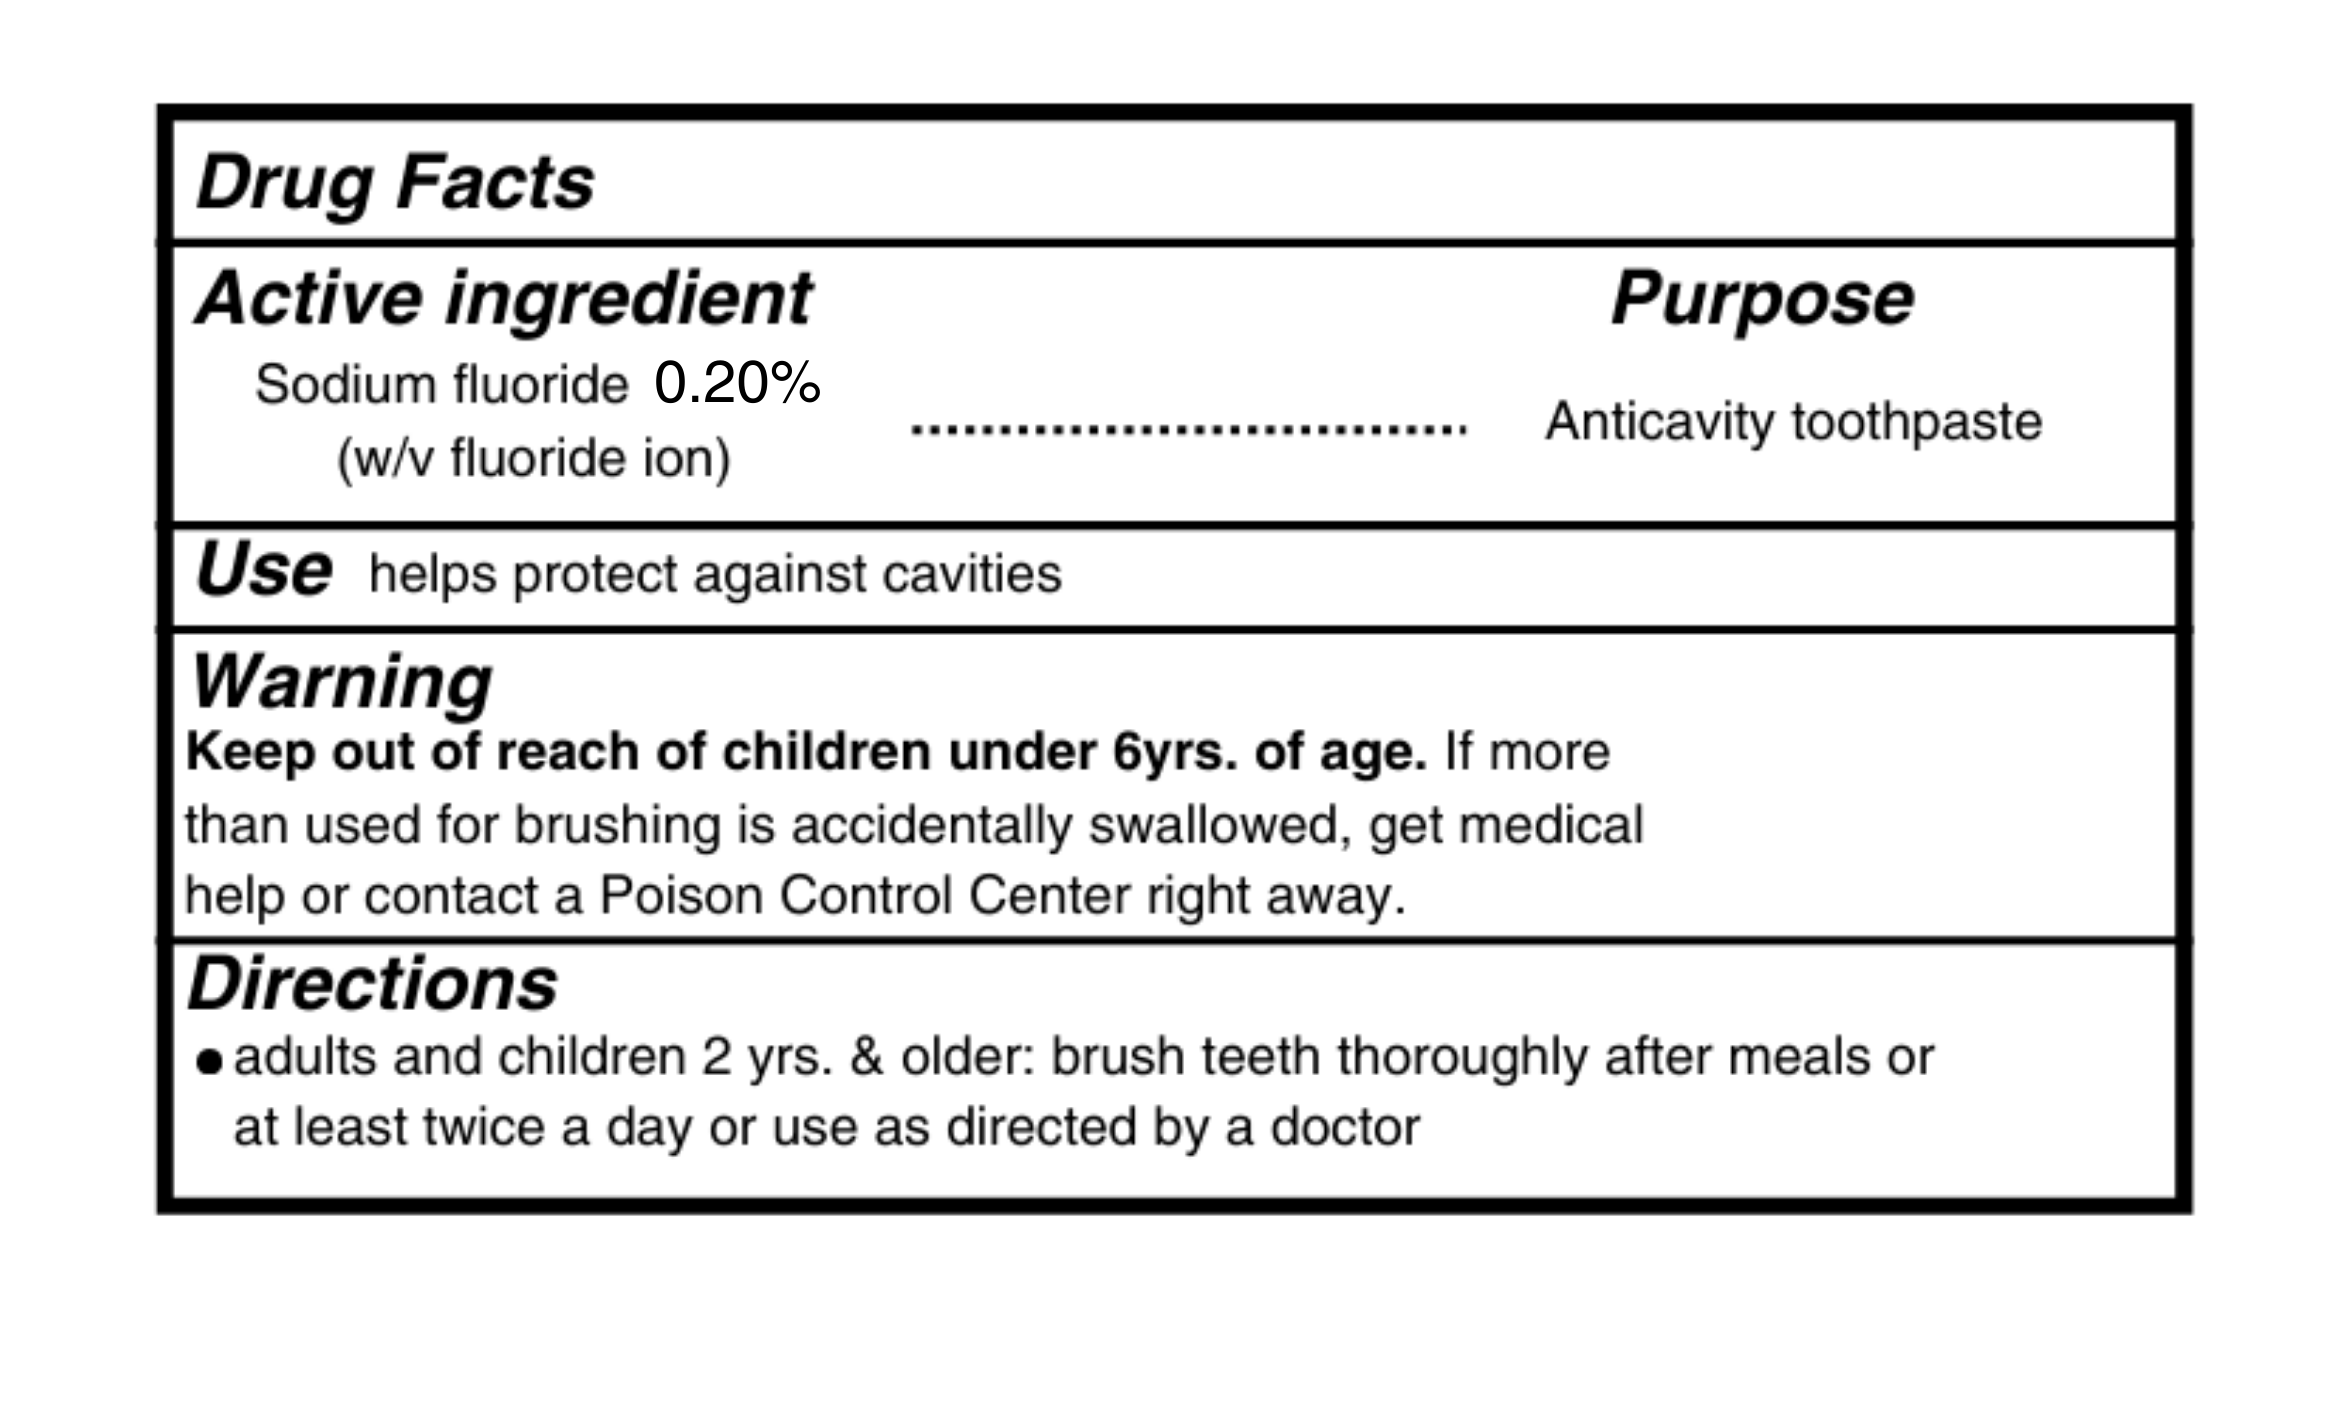 Drug Facts
Active ingredient Purpose
Sodium fluoride 0.20%
(w/v fluoride ion) ................................ Anticavity toothpaste
Use helps protect against cavities
Warning
Keep out of reach of children under 6yrs. of age. If more
than used for brushing is accidentally swallowed, get medical
help or contact a Poison Control Center right away.
Directions
● adults and children 2 yrs. & older: brush teeth thoroughly after meals or
at least twice a day or use as directed by a doctor